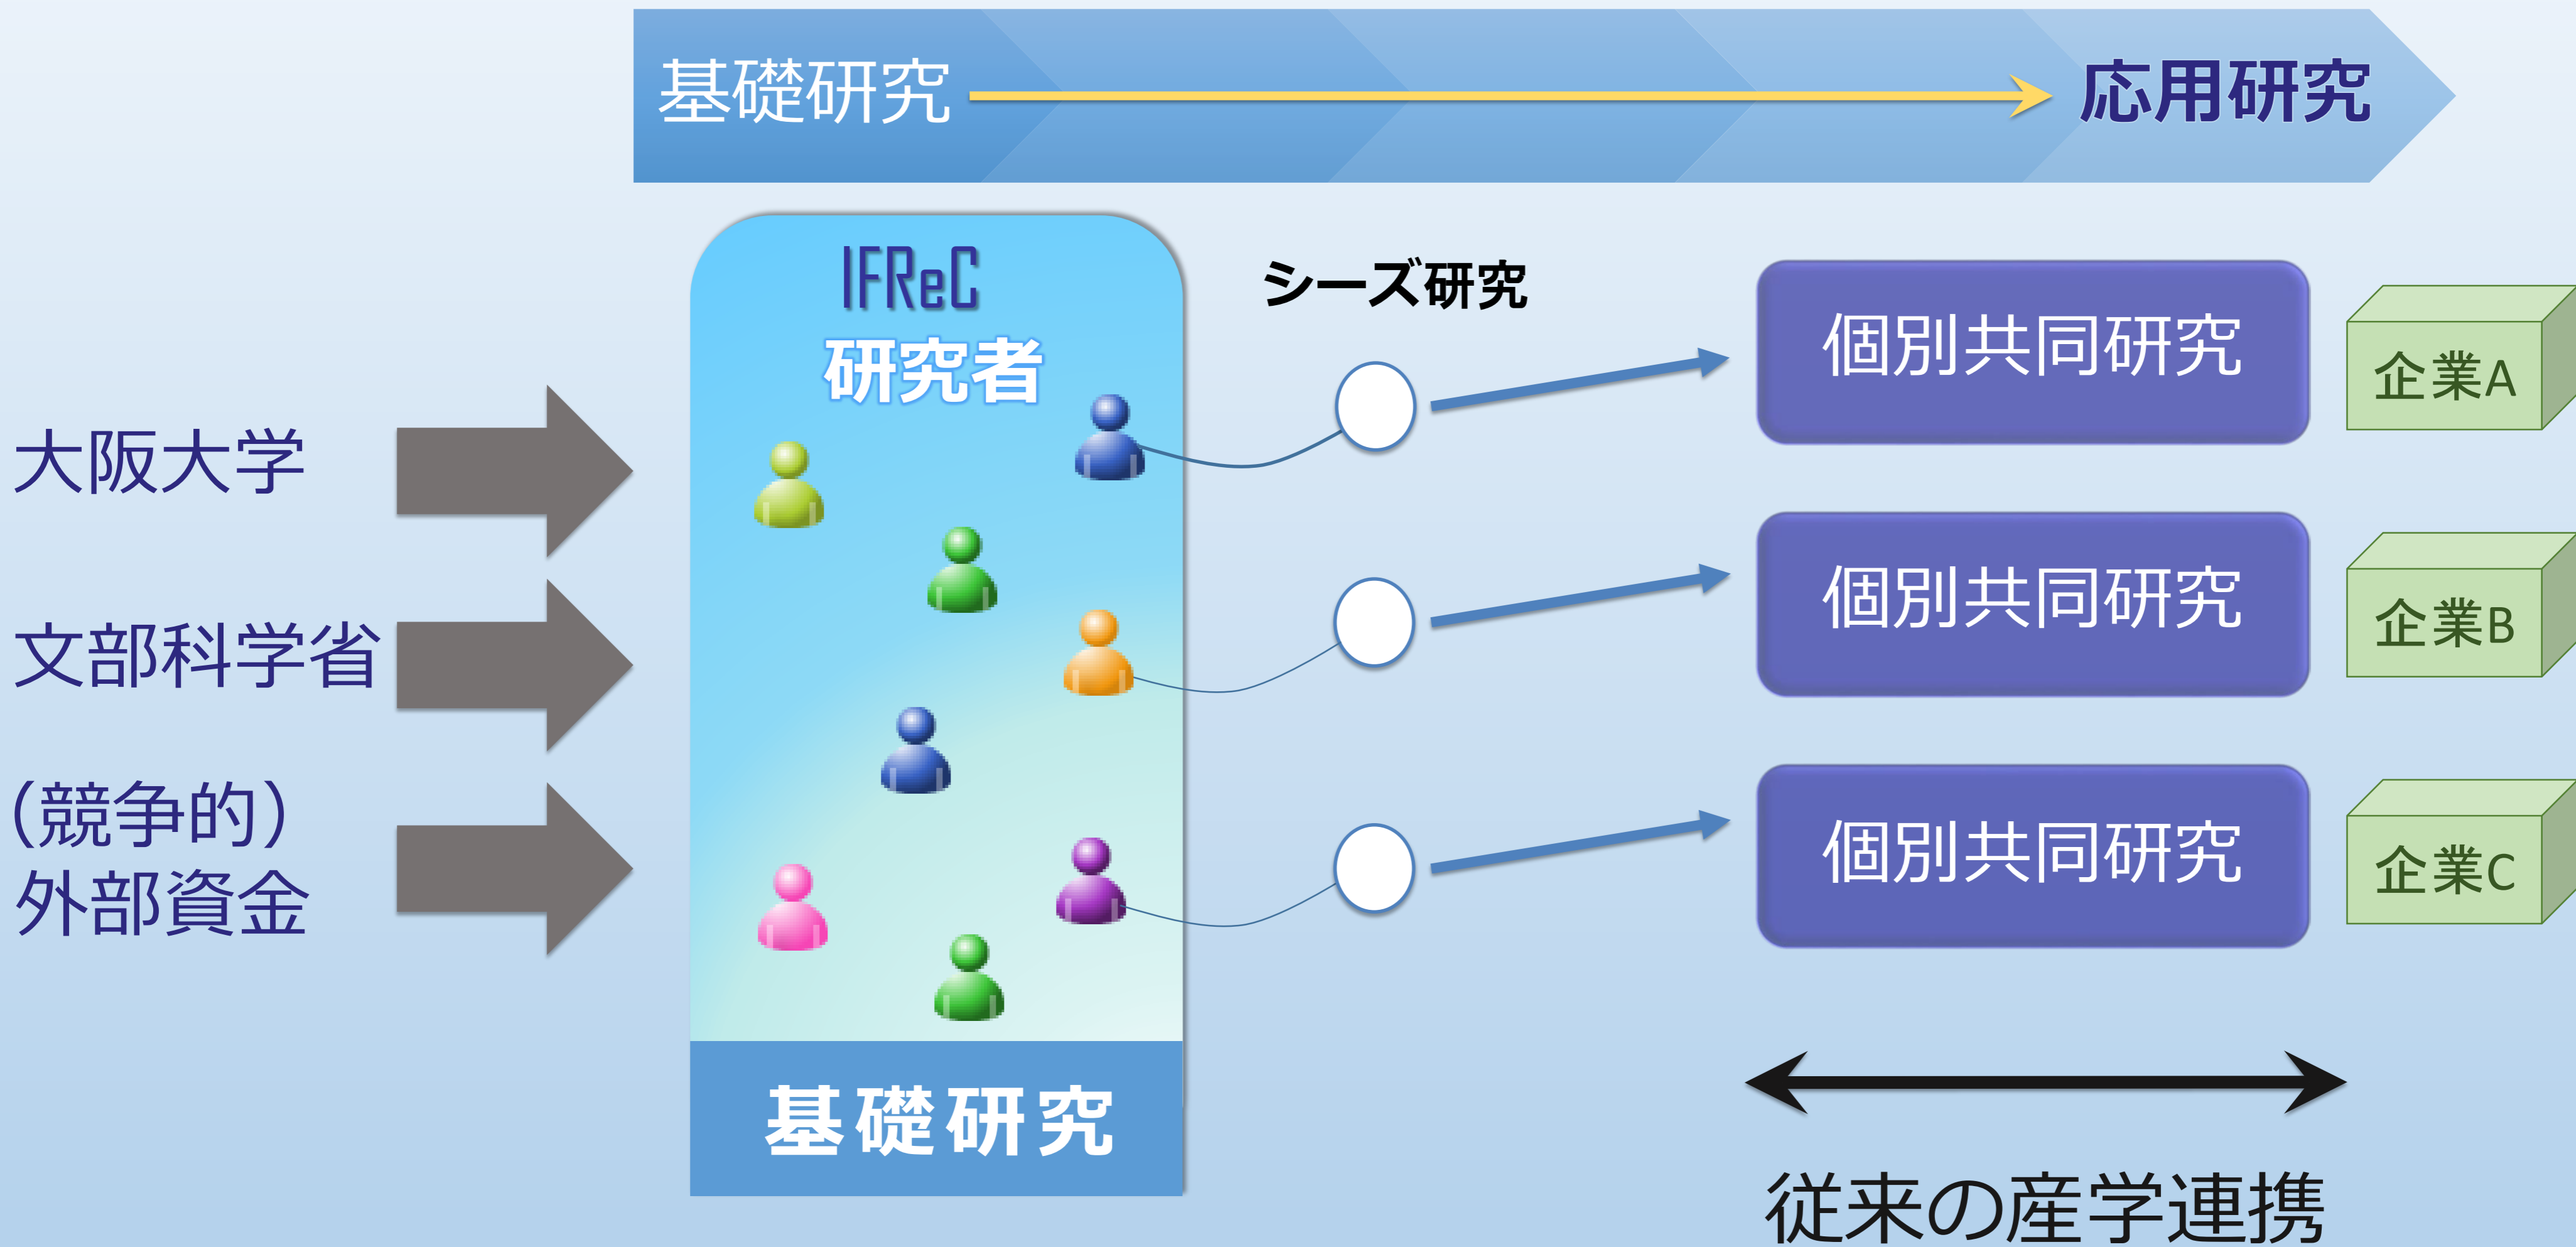 基礎研究
応用研究
IFReC
研究者
シーズ研究
大阪大学
文部科学省
(競争的)
外部資金
個別共同研究
企業A
個別共同研究
企業B
個別共同研究
企業C
基礎研究
従来の産学連携